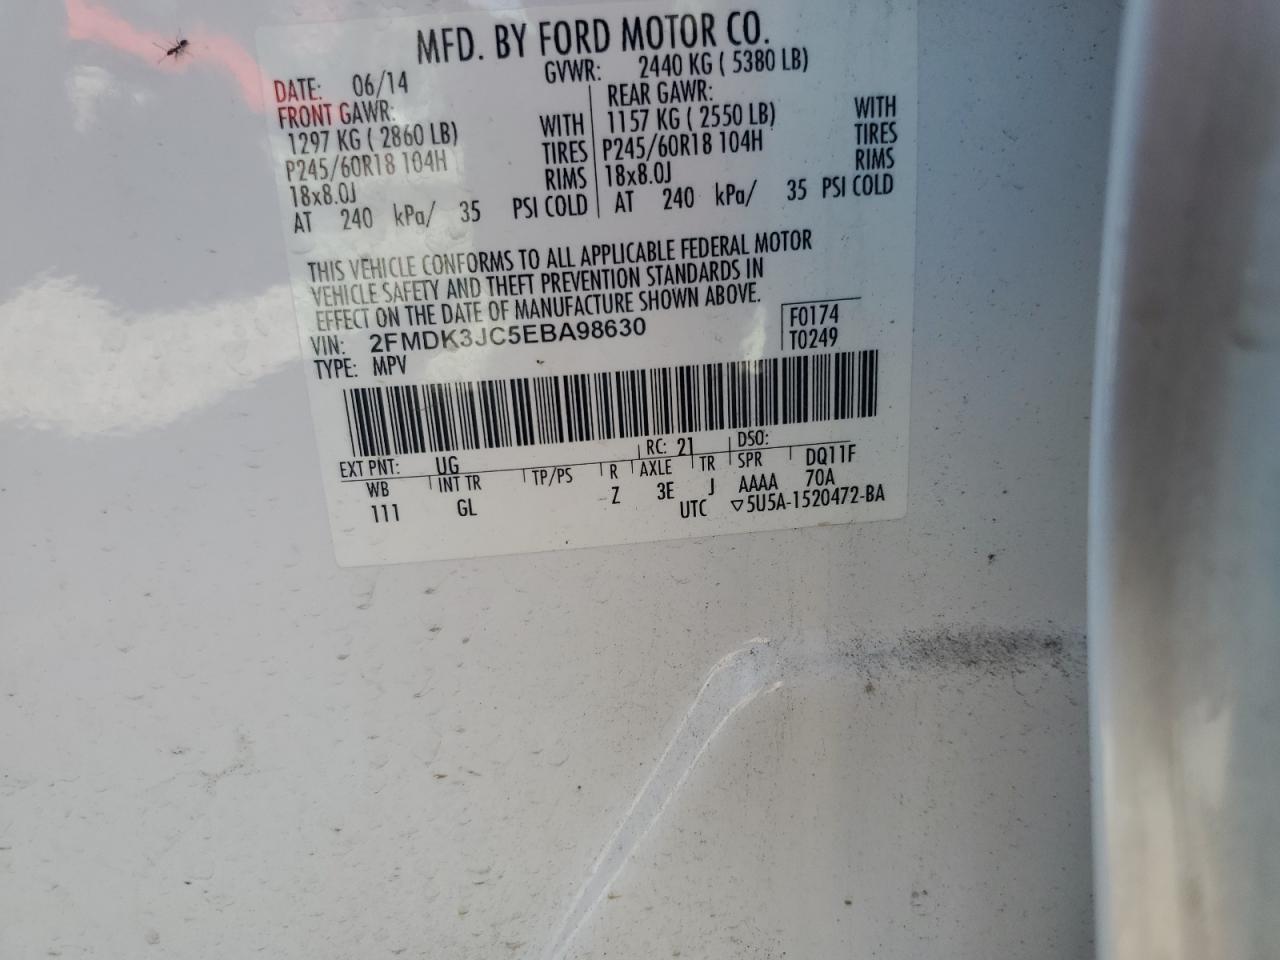 MFD. BY FORD MOTOR CO.
DATE: 06/14 GVWR: 2440 KG ( 5380 LB)
FRONT GAWR: REAR GAWR:
1297 KG ( 2860 LB) WITH 1157 KG ( 2550 LB) WITH
P245/60R18 104H TIRES P245/60R18 104H TIRES
18x8.0J RIMS 18x8.0J RIMS
AT 240 kPa/ 35 PSI COLD AT 240 kPa/ 35 PSI COLD
THIS VEHICLE CONFORMS TO ALL APPLICABLE FEDERAL MOTOR
VEHICLE SAFETY AND THEFT PREVENTION STANDARDS IN
EFFECT ON THE DATE OF MANUFACTURE SHOWN ABOVE.
VIN: 2FMDK3JC5EBA98630 F0174
TYPE: MPV T0249
EXT PNT: UG RC: 21 DSO:
WB INT TR TP/PS R AXLE TR SPR DQ11F
111 GL Z 3E J AAAA 70A
UTC ▽5U5A-1520472-BA